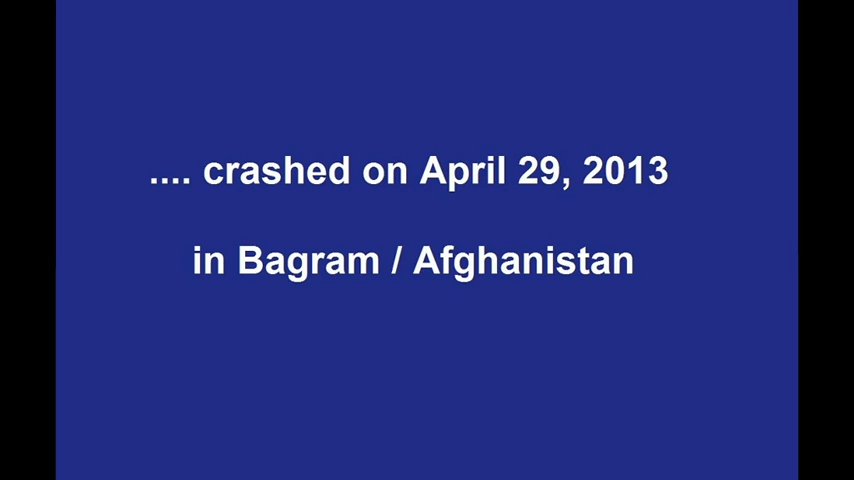 .... crashed on April 29, 2013
in Bagram / Afghanistan